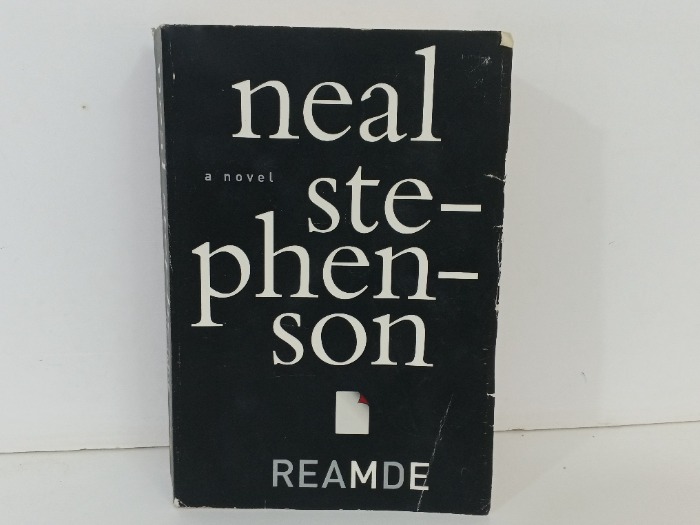 neal
a novel
ste-
phen-
son
REAMDE